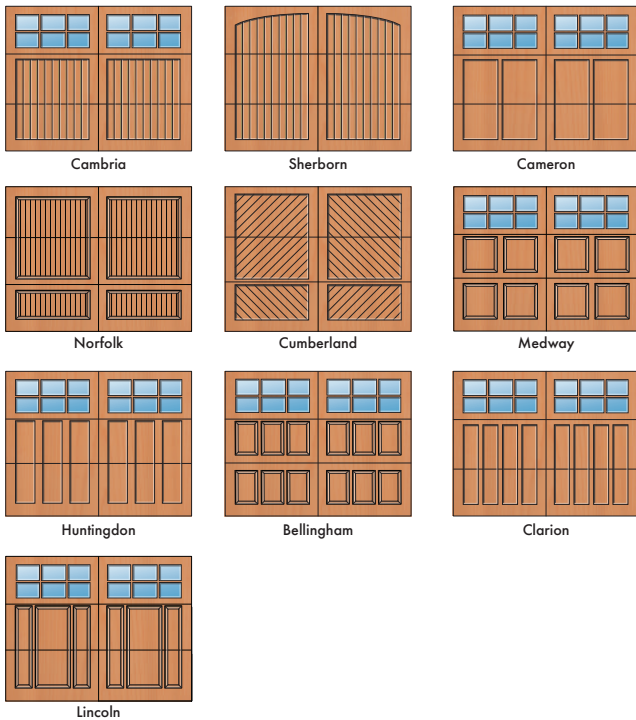 Cambria
Sherborn
Cameron
Norfolk
Cumberland
Medway
Huntingdon
Bellingham
Clarion
Lincoln